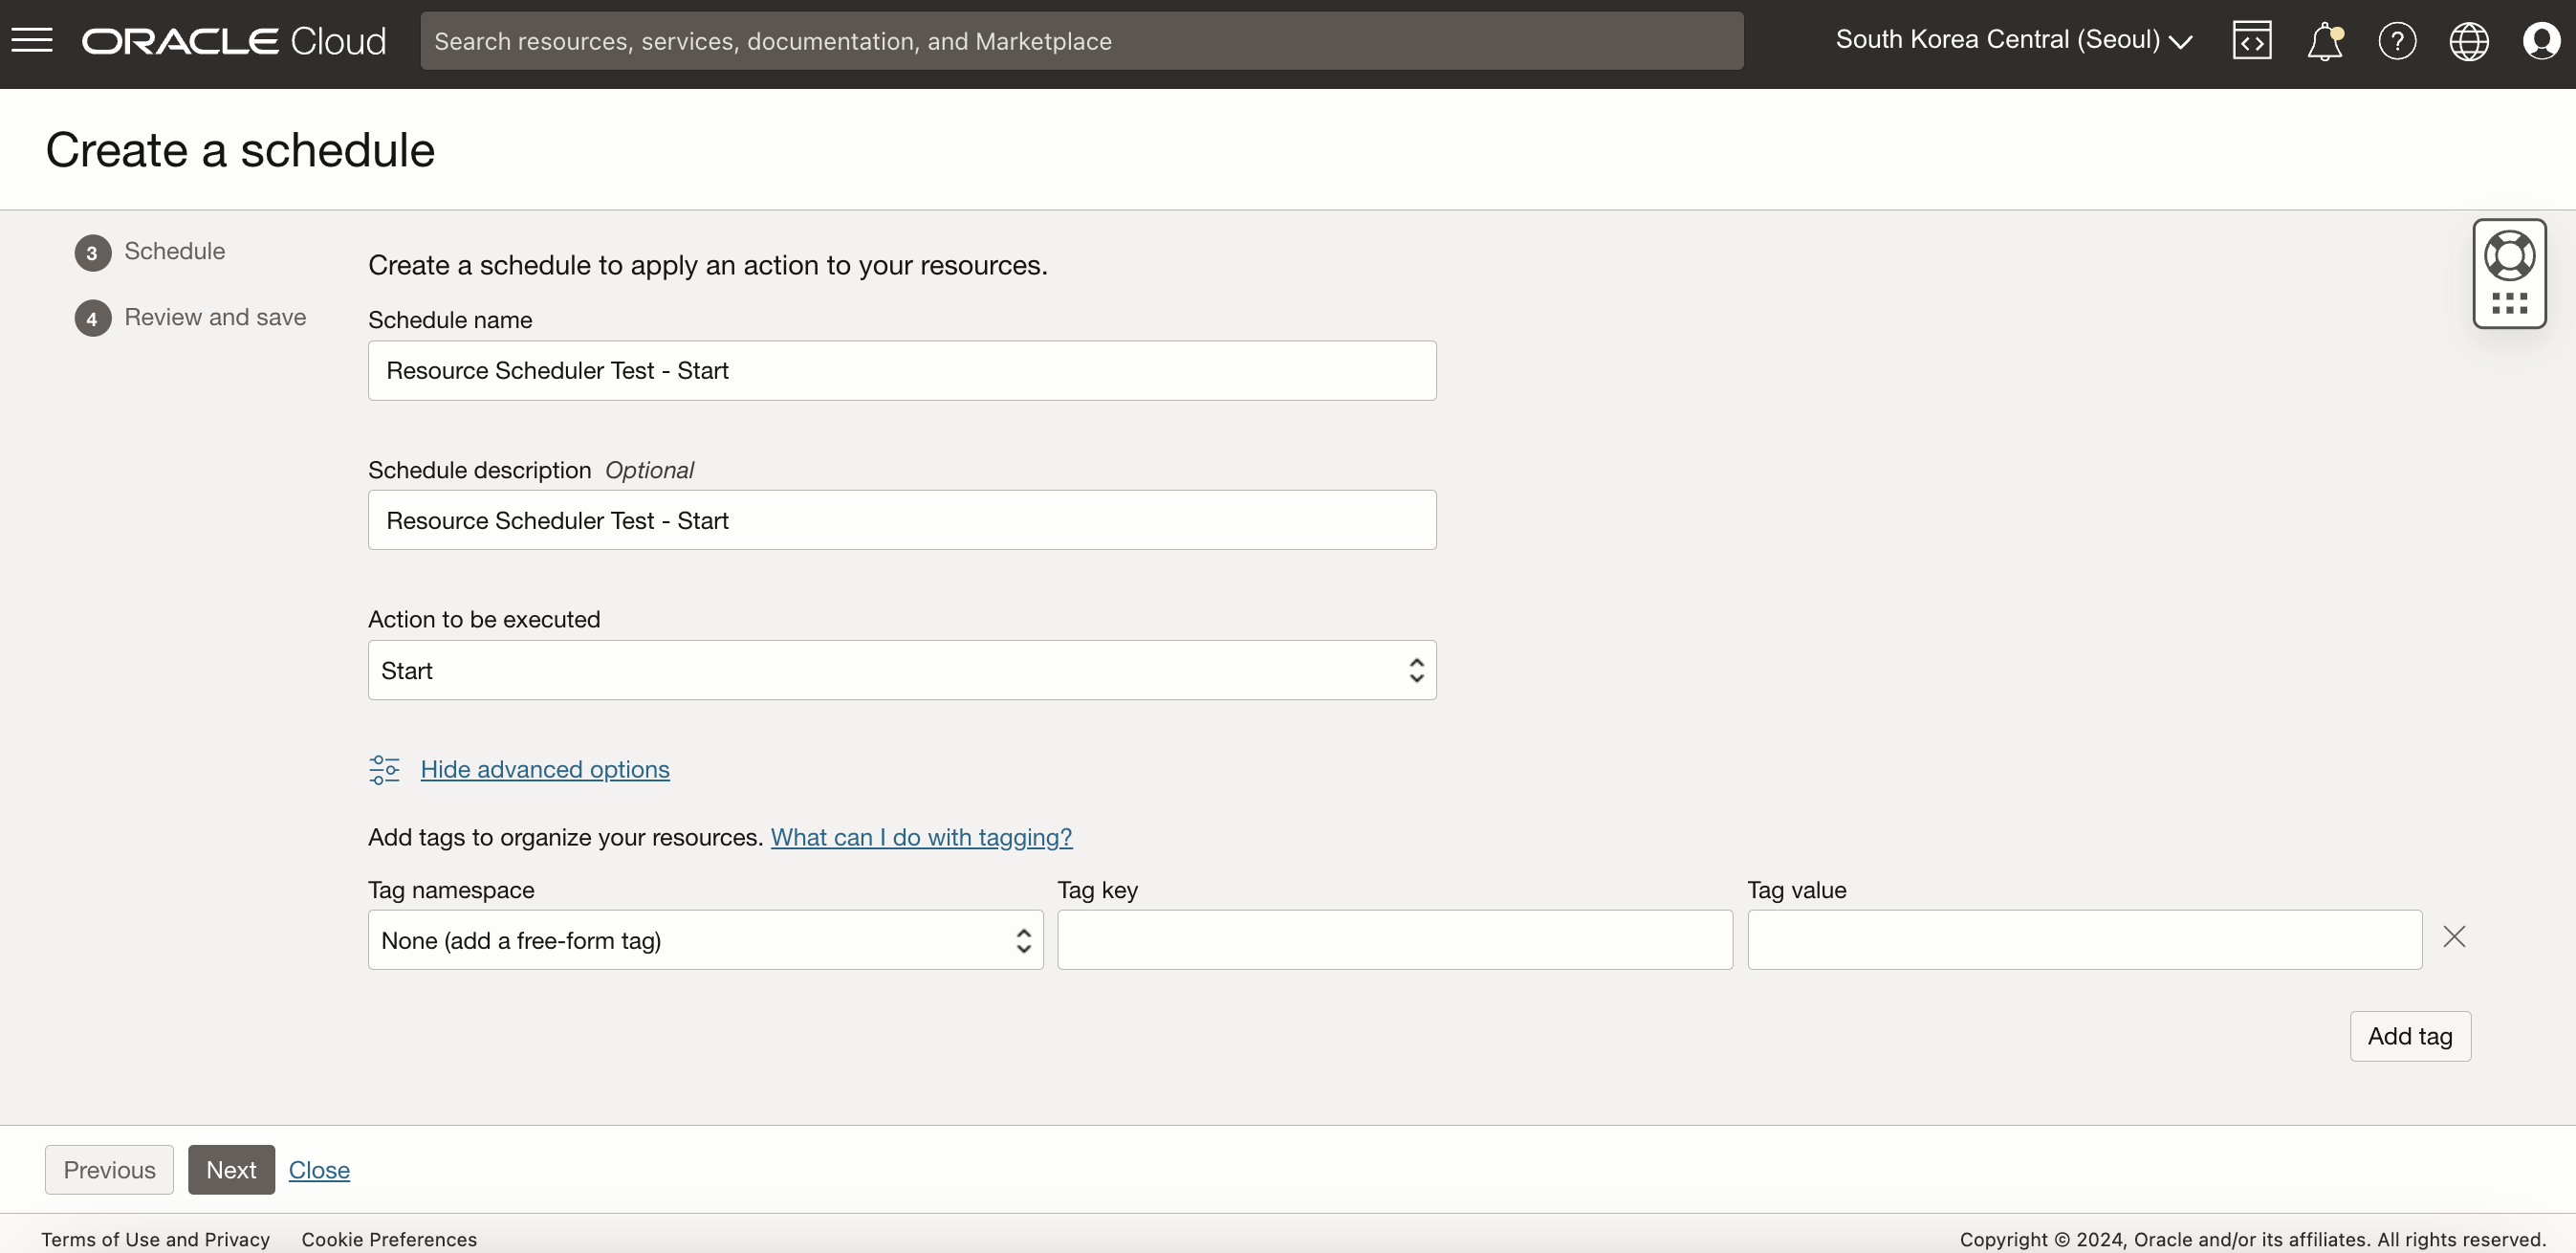 ORACLE Cloud
Search resources, services, documentation, and Marketplace
South Korea Central (Seoul)
Create a schedule
3 Schedule
4 Review and save
Create a schedule to apply an action to your resources.
Schedule name
Resource Scheduler Test - Start
Schedule description Optional
Resource Scheduler Test - Start
Action to be executed
Start
Hide advanced options
Add tags to organize your resources. What can I do with tagging?
Tag namespace Tag key Tag value
None (add a free-form tag)
Add tag
Previous Next Close
Terms of Use and Privacy Cookie Preferences Copyright © 2024, Oracle and/or its affiliates. All rights reserved.